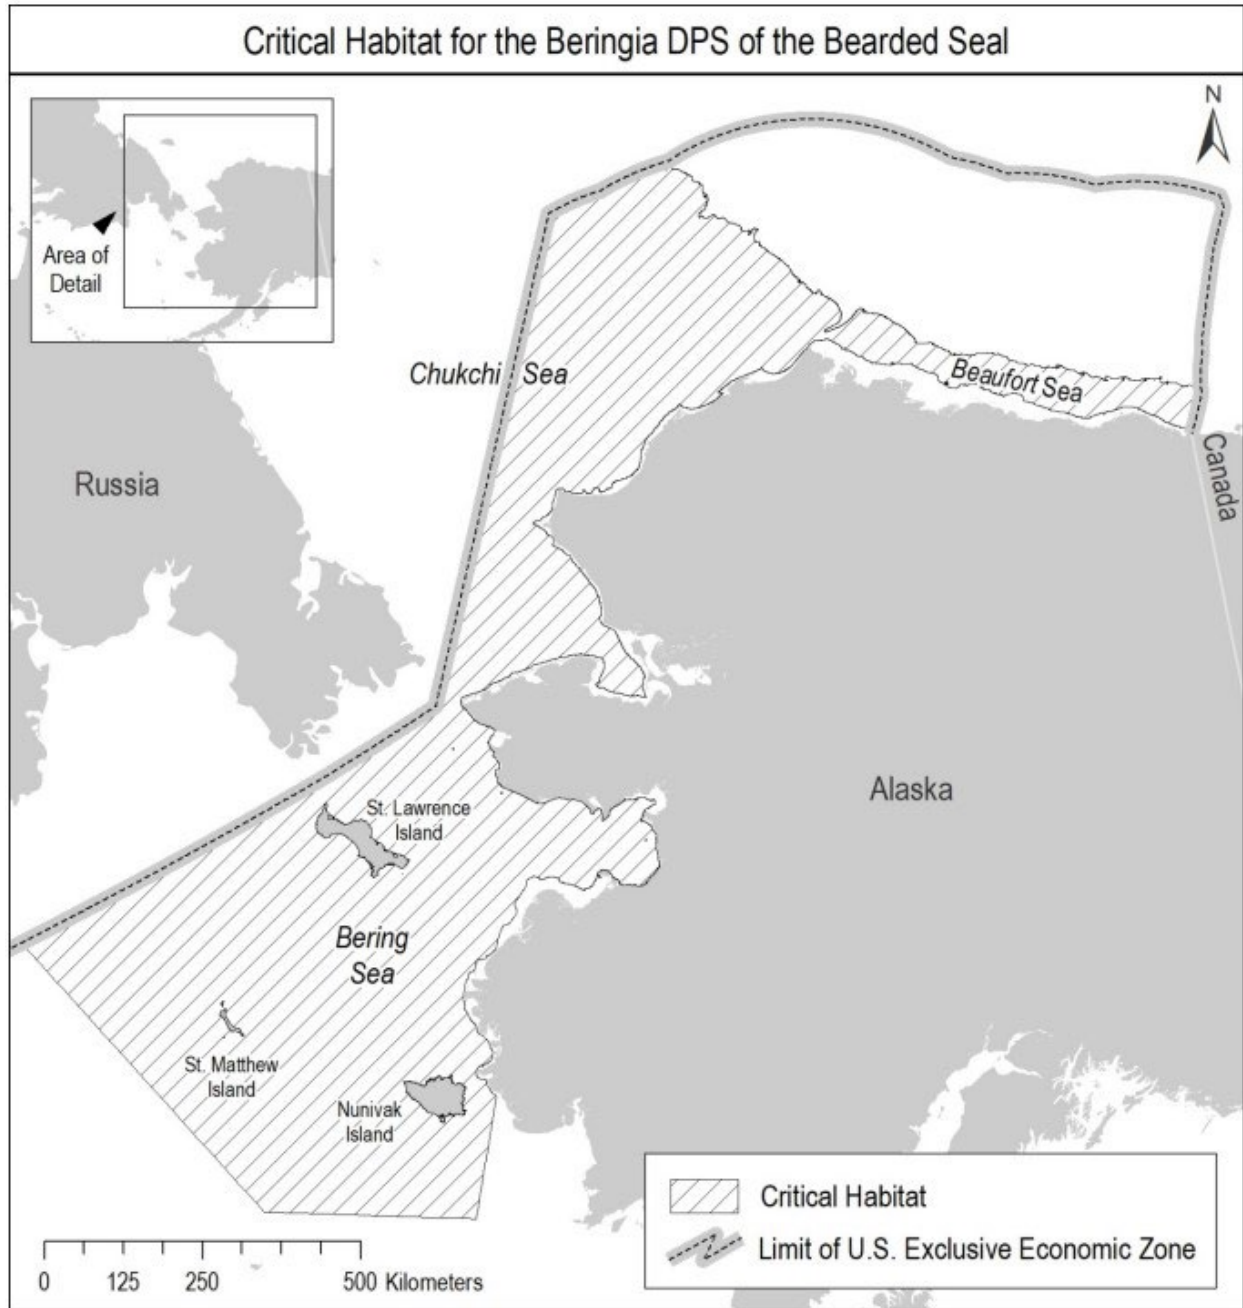 Critical Habitat for the Beringia DPS of the Bearded Seal
N
Area of
Detail
Chukchi Sea
Beaufort Sea
Russia
Canada
Alaska
St. Lawrence
Island
Bering
Sea
St. Matthew
Island
Nunivak
Island
Critical Habitat
Limit of U.S. Exclusive Economic Zone
0 125 250 500 Kilometers